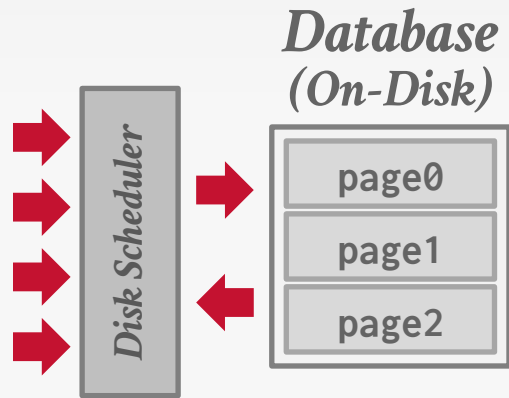 Database
(On-Disk)
Disk Scheduler
page0
page1
page2